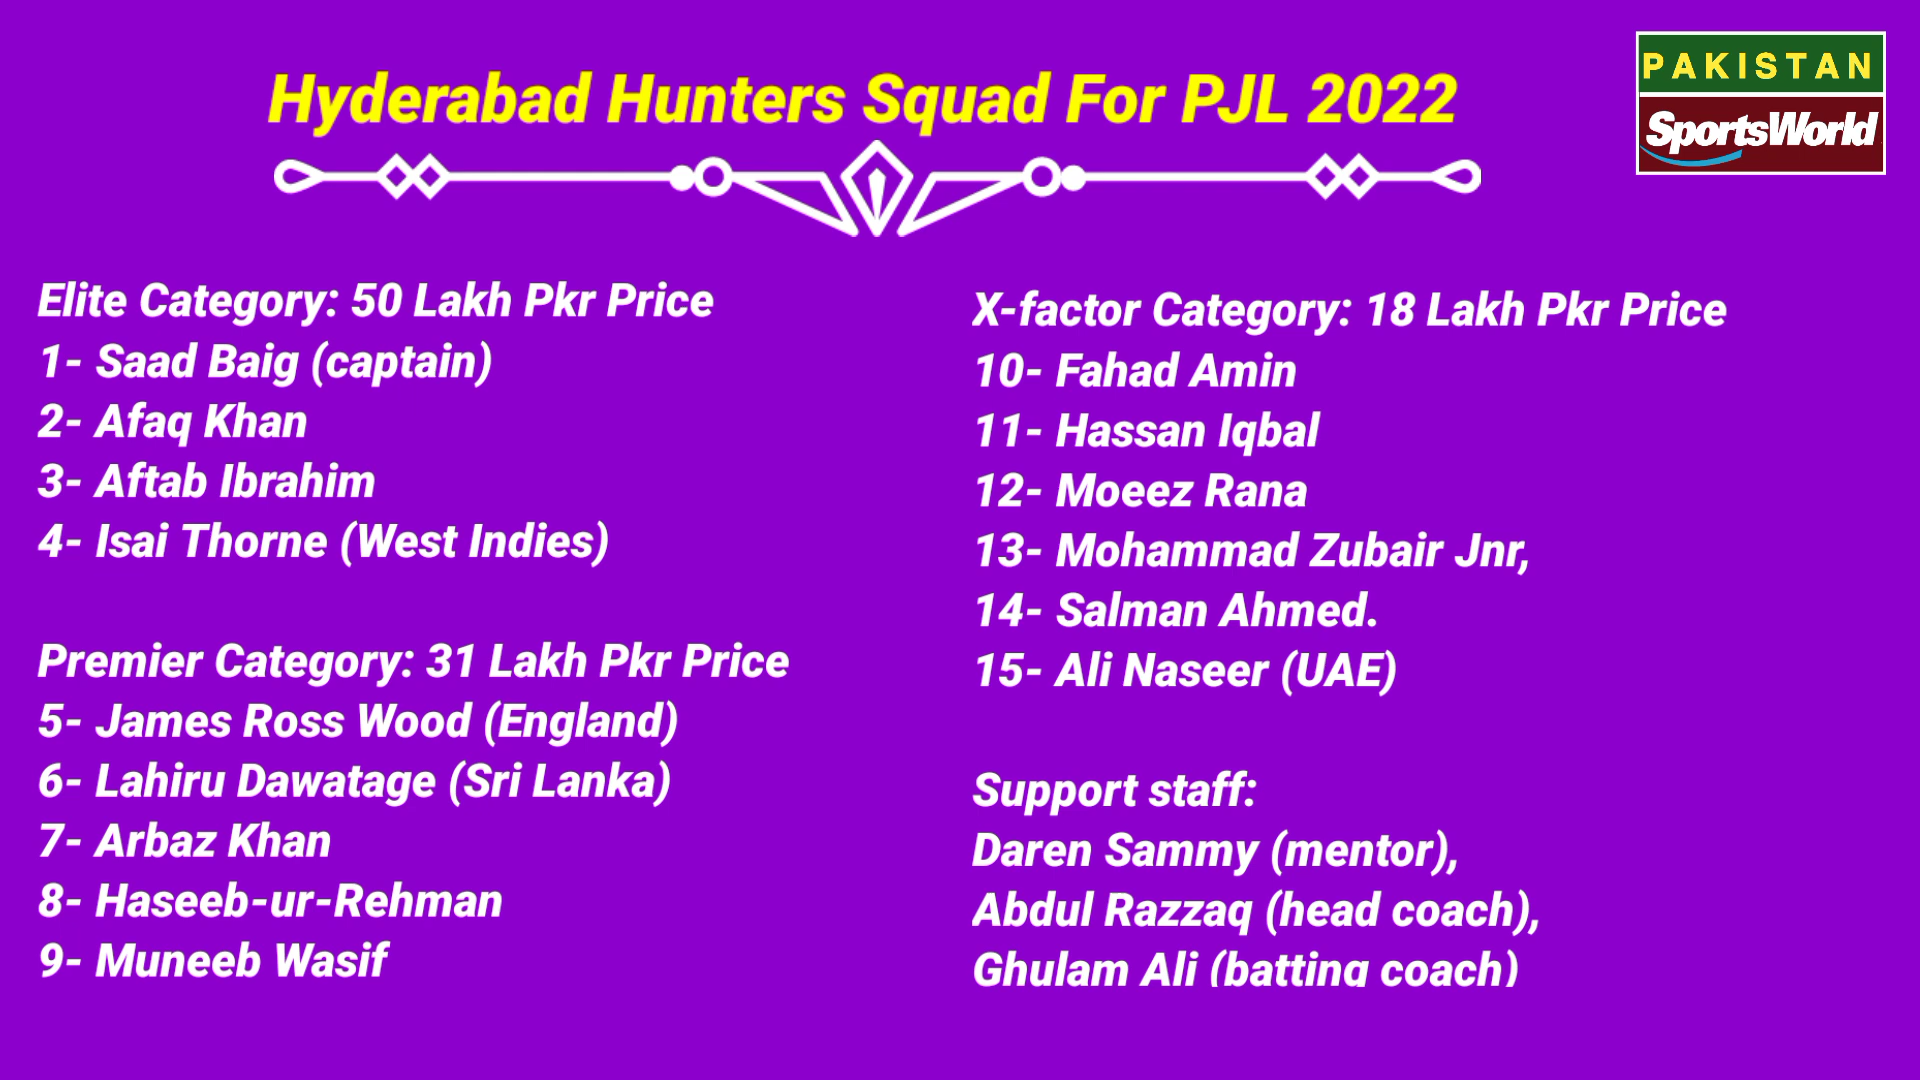 Hyderabad Hunters Squad For PJL 2022
PAKISTAN
SportsWorld
Elite Category: 50 Lakh Pkr Price
1- Saad Baig (captain)
2- Afaq Khan
3- Aftab Ibrahim
4- Isai Thorne (West Indies)
Premier Category: 31 Lakh Pkr Price
5- James Ross Wood (England)
6- Lahiru Dawatage (Sri Lanka)
7- Arbaz Khan
8- Haseeb-ur-Rehman
9- Muneeb Wasif
X-factor Category: 18 Lakh Pkr Price
10- Fahad Amin
11- Hassan Iqbal
12- Moeez Rana
13- Mohammad Zubair Jnr,
14- Salman Ahmed.
15- Ali Naseer (UAE)
Support staff:
Daren Sammy (mentor),
Abdul Razzaq (head coach),
Ghulam Ali (batting coach)